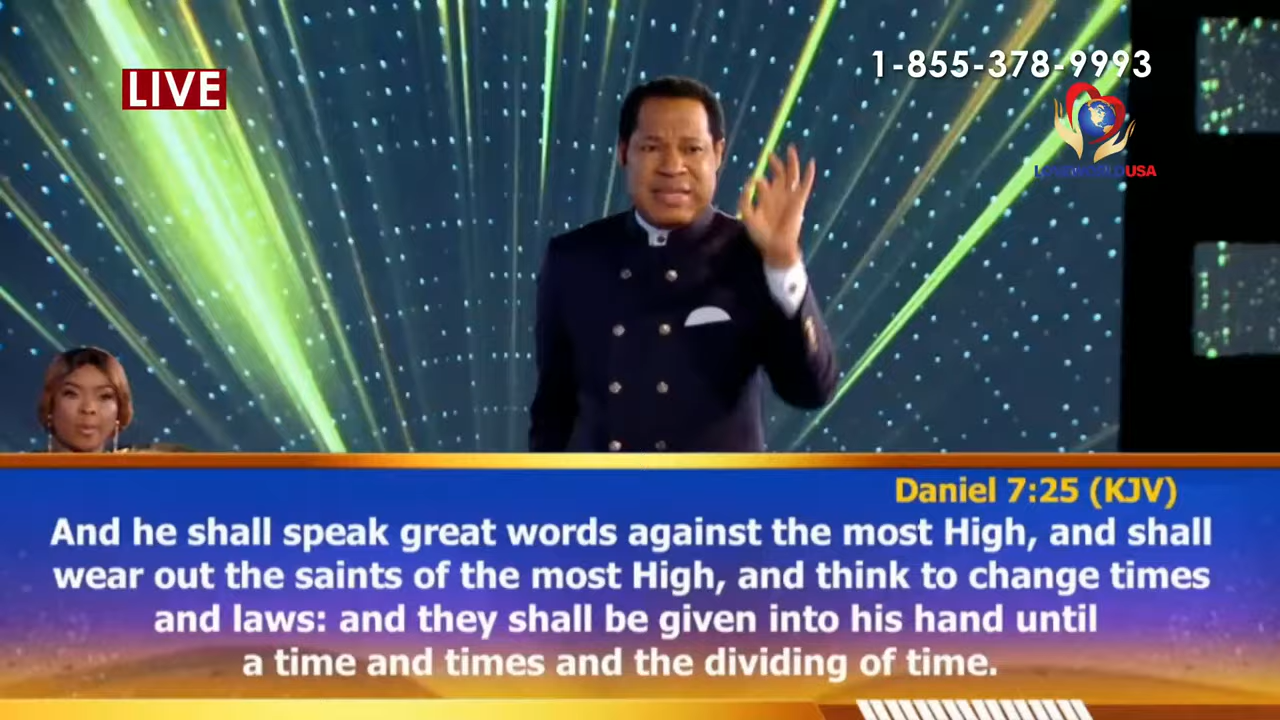 LIVE
1-855-378-9993
LOVEWORLDUSA
Daniel 7:25 (KJV)
And he shall speak great words against the most High, and shall
wear out the saints of the most High, and think to change times
and laws: and they shall be given into his hand until
a time and times and the dividing of time.